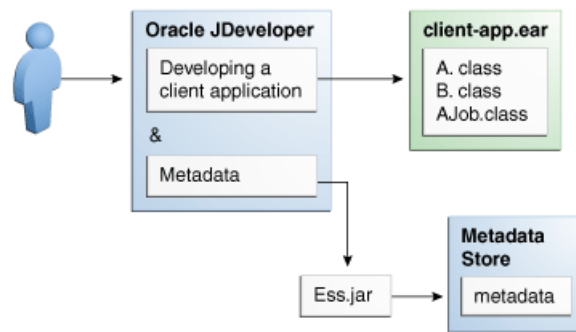 Oracle JDeveloper
Developing a
client application
&
Metadata
client-app.ear
A. class
B. class
AJob.class
Ess.jar
Metadata
Store
metadata